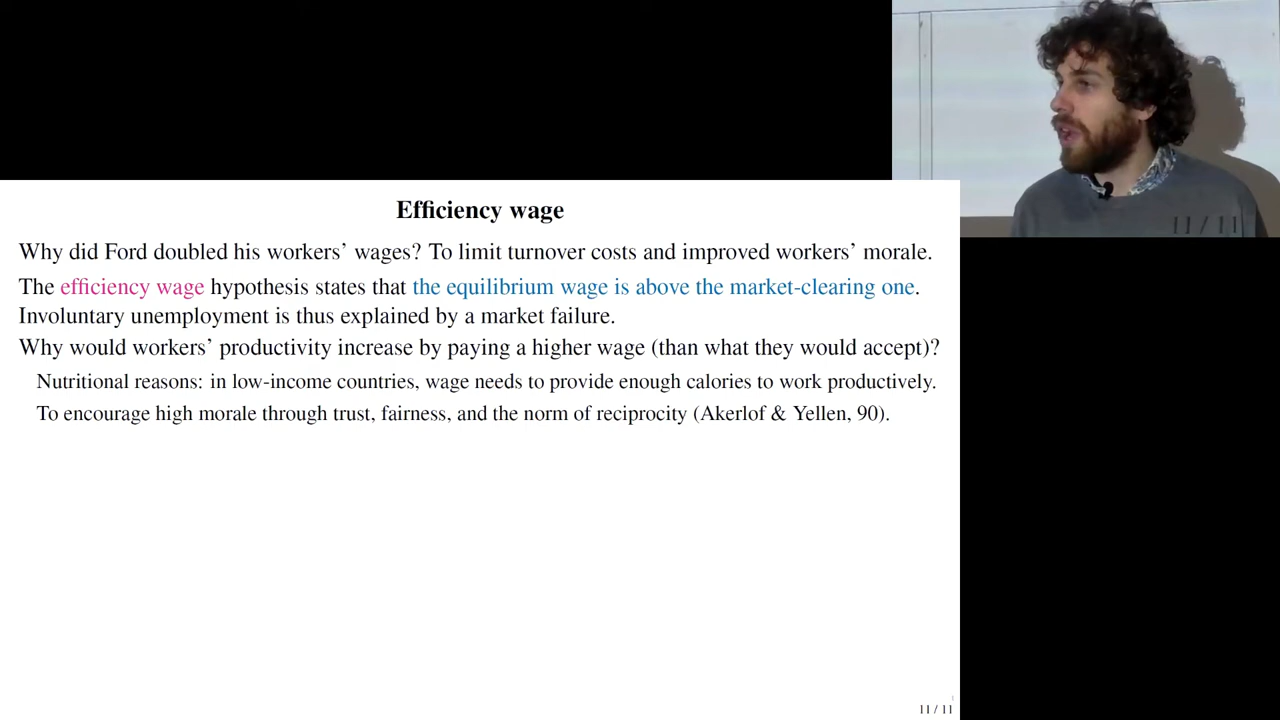 11 / 11
Efficiency wage
Why did Ford doubled his workers’ wages? To limit turnover costs and improved workers’ morale.
The efficiency wage hypothesis states that the equilibrium wage is above the market-clearing one.
Involuntary unemployment is thus explained by a market failure.
Why would workers’ productivity increase by paying a higher wage (than what they would accept)?
Nutritional reasons: in low-income countries, wage needs to provide enough calories to work productively.
To encourage high morale through trust, fairness, and the norm of reciprocity (Akerlof & Yellen, 90).
11 / 11